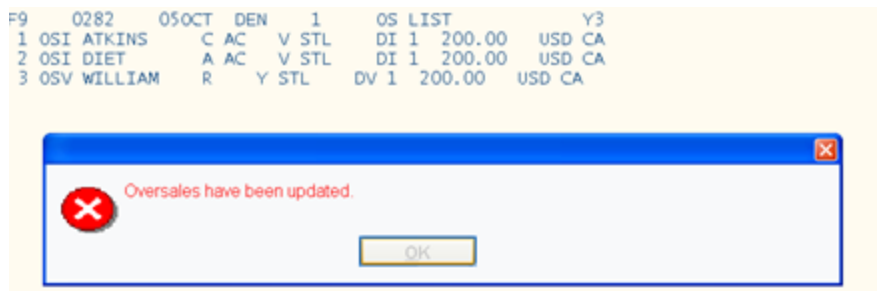 F9 0282 05OCT DEN 1 OS LIST Y3
1 OSI ATKINS C AC V STL DI 1 200.00 USD CA
2 OSI DIET A AC V STL DI 1 200.00 USD CA
3 OSV WILLIAM R Y STL DV 1 200.00 USD CA
Oversales have been updated.
OK